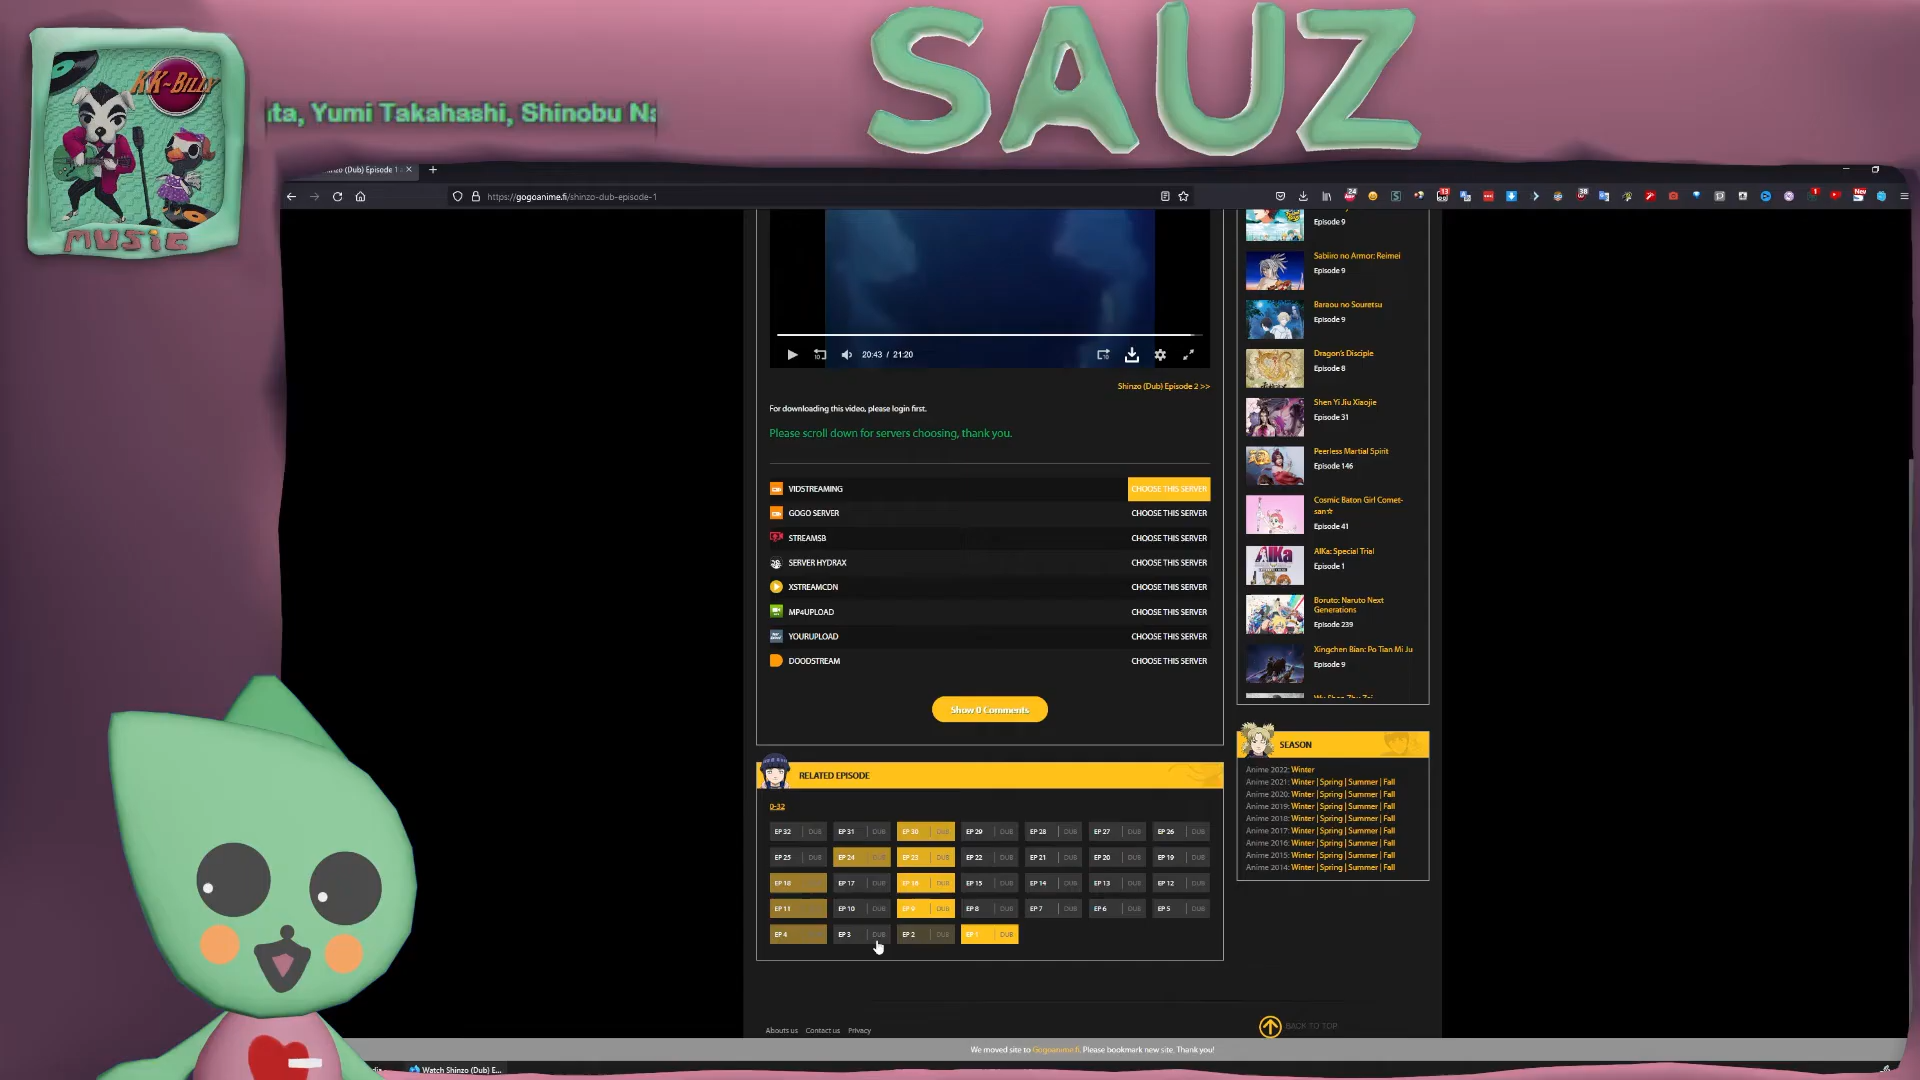 SAUZ
KK~BILLY
MUSIC
Yumi Takahashi, Shinobu
(Dub) Episode 1
https://gogoanime.fi/shinzo-dub-episode-1
20:43 / 21:20
Shinzo (Dub) Episode 2 >>
For downloading this video, please login first.
Please scroll down for servers choosing, thank you.
VIDSTREAMING CHOOSE THIS SERVER
GOGO SERVER CHOOSE THIS SERVER
STREAMSB CHOOSE THIS SERVER
SERVER HYDRAX CHOOSE THIS SERVER
XSTREAMCDN CHOOSE THIS SERVER
MP4UPLOAD CHOOSE THIS SERVER
YOURUPLOAD CHOOSE THIS SERVER
DOODSTREAM CHOOSE THIS SERVER
Show 0 Comments
RELATED EPISODE
0-32
EP 32 DUB EP 31 DUB EP 30 DUB EP 29 DUB EP 28 DUB EP 27 DUB EP 26 DUB
EP 25 DUB EP 24 DUB EP 23 DUB EP 22 DUB EP 21 DUB EP 20 DUB EP 19 DUB
EP 18 EP 17 DUB EP 16 DUB EP 15 DUB EP 14 DUB EP 13 DUB EP 12 DUB
EP 11 EP 10 DUB EP 9 DUB EP 8 DUB EP 7 DUB EP 6 DUB EP 5 DUB
EP 4 EP 3 DUB EP 2 DUB EP 1 DUB
Episode 9
Sabiiro no Armor: Reimei
Episode 9
Baraou no Souretsu
Episode 9
Dragon's Disciple
Episode 8
Shen Yi Jiu Xiaojie
Episode 31
Peerless Martial Spirit
Episode 146
Cosmic Baton Girl Comet-
san☆
Episode 41
AIKa: Special Trial
Episode 1
Boruto: Naruto Next
Generations
Episode 239
Xingchen Bian: Po Tian Mi Ju
Episode 9
SEASON
Anime 2022: Winter
Anime 2021: Winter | Spring | Summer | Fall
Anime 2020: Winter | Spring | Summer | Fall
Anime 2019: Winter | Spring | Summer | Fall
Anime 2018: Winter | Spring | Summer | Fall
Anime 2017: Winter | Spring | Summer | Fall
Anime 2016: Winter | Spring | Summer | Fall
Anime 2015: Winter | Spring | Summer | Fall
Anime 2014: Winter | Spring | Summer | Fall
Abouts us Contact us Privacy
BACK TO TOP
We moved site to Gogoanime.fi. Please bookmark new site. Thank you!
Watch Shinzo (Dub) E...